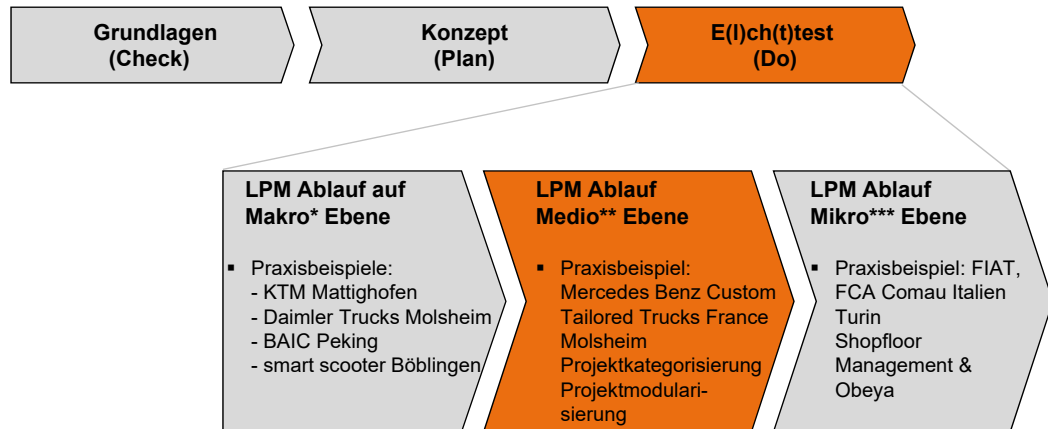 Grundlagen
(Check)
Konzept
(Plan)
E(l)ch(t)test
(Do)
LPM Ablauf auf
Makro* Ebene
▪ Praxisbeispiele:
- KTM Mattighofen
- Daimler Trucks Molsheim
- BAIC Peking
- smart scooter Böblingen
LPM Ablauf
Medio** Ebene
▪ Praxisbeispiel:
Mercedes Benz Custom
Tailored Trucks France
Molsheim
Projektkategorisierung
Projektmodulari-
sierung
LPM Ablauf
Mikro*** Ebene
▪ Praxisbeispiel: FIAT,
FCA Comau Italien
Turin
Shopfloor
Management &
Obeya